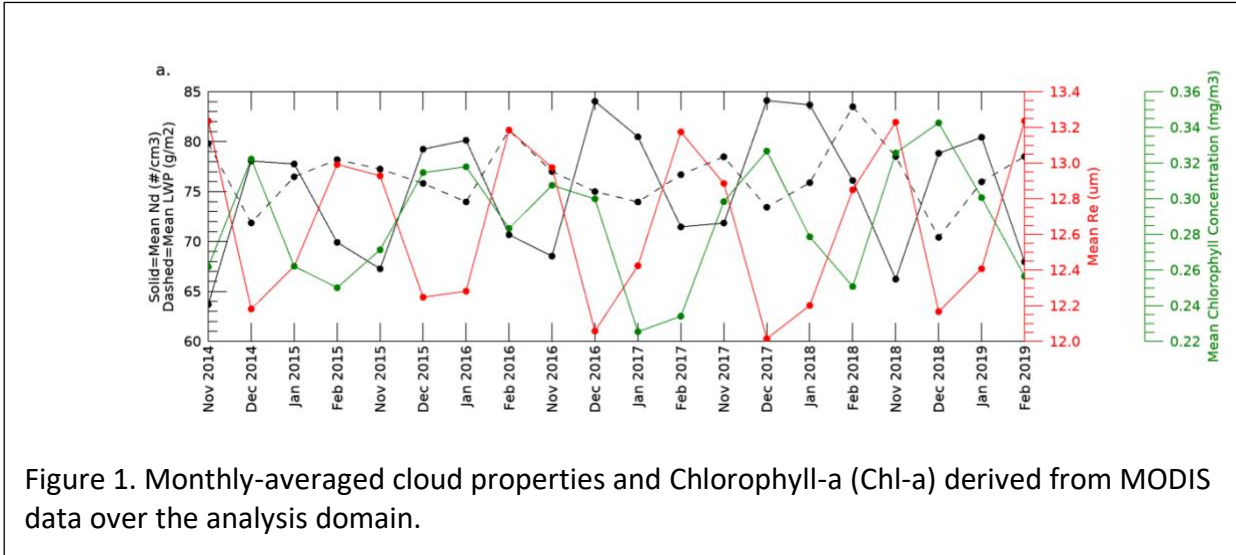 a.
Solid=Mean Nd (#/cm3)
Dashed=Mean LWP (g/m2)
85
80
75
70
65
60
13.4
13.2
13.0
12.8
12.6
12.4
12.2
12.0
Mean Re (um)
0.36
0.34
0.32
0.30
0.28
0.26
0.24
0.22
Mean Chlorophyll Concentration (mg/m3)
Nov 2014
Dec 2014
Jan 2015
Feb 2015
Nov 2015
Dec 2015
Jan 2016
Feb 2016
Nov 2016
Dec 2016
Jan 2017
Feb 2017
Nov 2017
Dec 2017
Jan 2018
Feb 2018
Nov 2018
Dec 2018
Jan 2019
Feb 2019
Figure 1. Monthly-averaged cloud properties and Chlorophyll-a (Chl-a) derived from MODIS
data over the analysis domain.